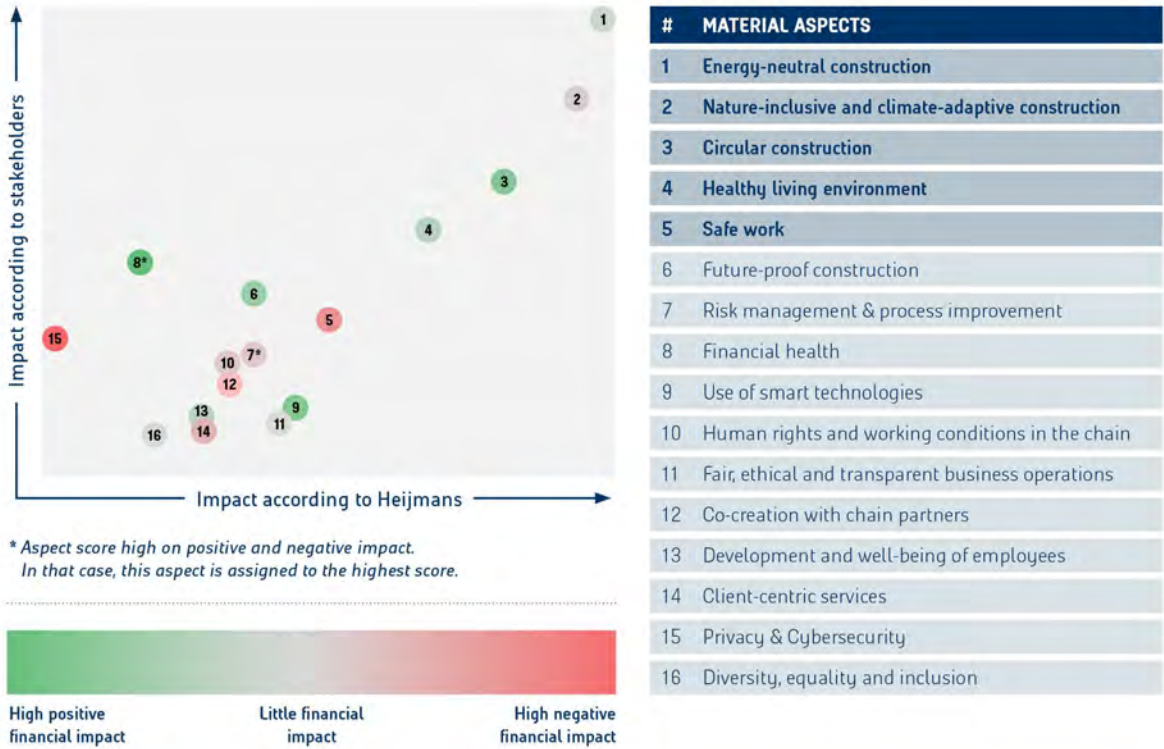 Impact according to stakeholders
1
2
3
4
8*
6
5
15
7*
10
12
9
13
11
14
16
Impact according to Heijmans
* Aspect score high on positive and negative impact.
In that case, this aspect is assigned to the highest score.
High positive
financial impact
Little financial
impact
High negative
financial impact
# MATERIAL ASPECTS
1 Energy-neutral construction
2 Nature-inclusive and climate-adaptive construction
3 Circular construction
4 Healthy living environment
5 Safe work
6 Future-proof construction
7 Risk management & process improvement
8 Financial health
9 Use of smart technologies
10 Human rights and working conditions in the chain
11 Fair, ethical and transparent business operations
12 Co-creation with chain partners
13 Development and well-being of employees
14 Client-centric services
15 Privacy & Cybersecurity
16 Diversity, equality and inclusion